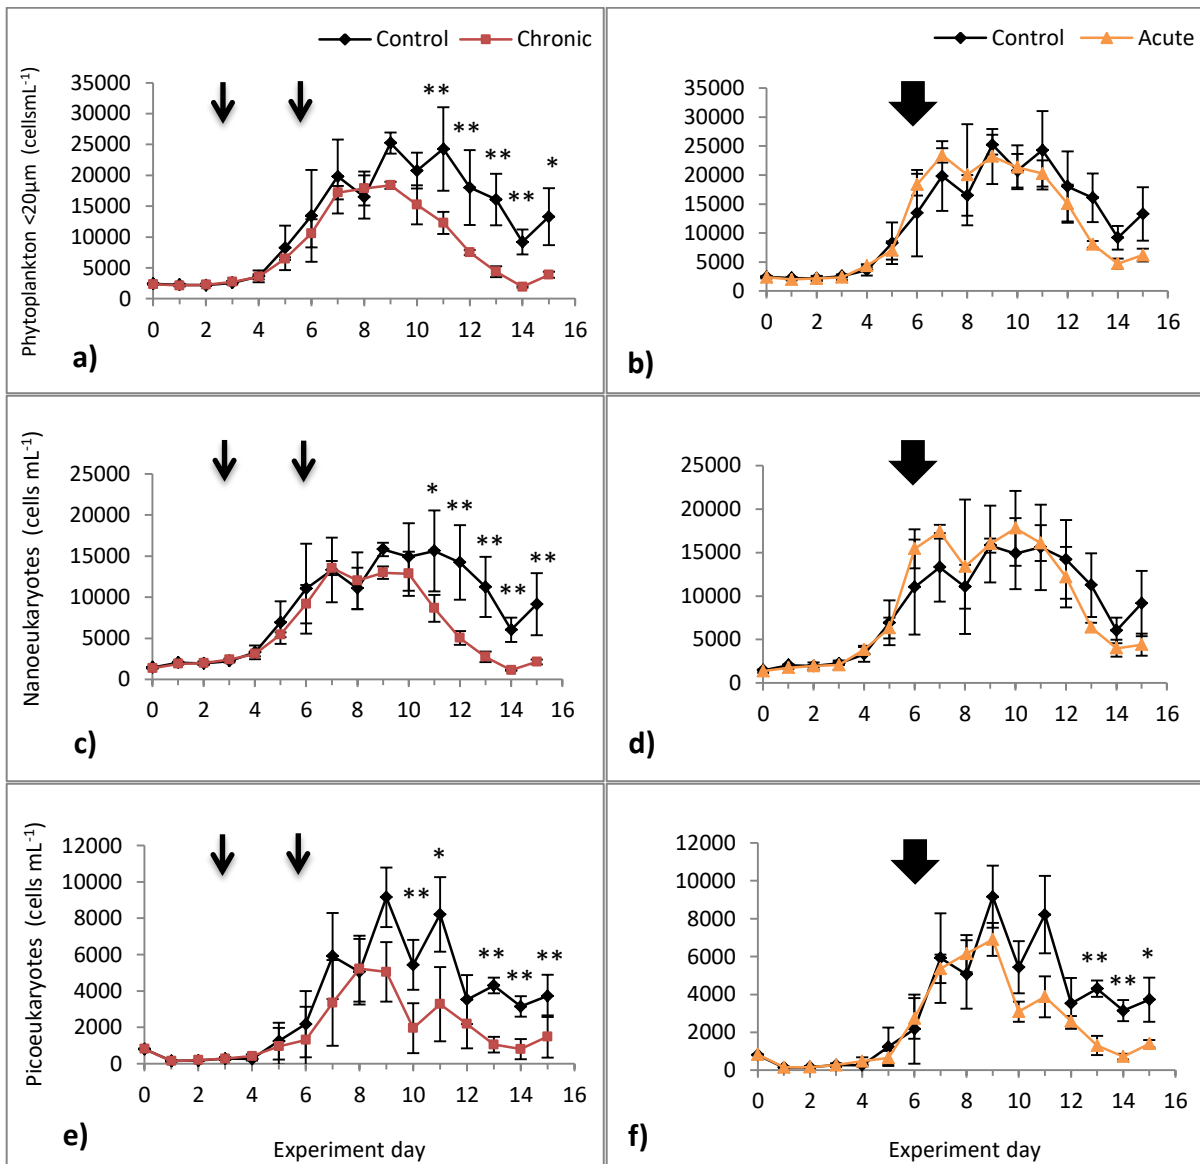 Control Chronic
Phytoplankton <20µm (cellsmL-1)
35000
30000
25000
20000
15000
10000
5000
0
** ** ** ** *
0 2 4 6 8 10 12 14 16
a)
Control Acute
35000
30000
25000
20000
15000
10000
5000
0
0 2 4 6 8 10 12 14 16
b)
Nanoeukaryotes (cells mL-1)
25000
20000
15000
10000
5000
0
* ** ** ** **
0 2 4 6 8 10 12 14 16
c)
25000
20000
15000
10000
5000
0
0 2 4 6 8 10 12 14 16
d)
Picoeukaryotes (cells mL-1)
12000
10000
8000
6000
4000
2000
0
** * ** ** **
0 2 4 6 8 10 12 14 16
e)
Experiment day
12000
10000
8000
6000
4000
2000
0
** ** *
0 2 4 6 8 10 12 14 16
f)
Experiment day